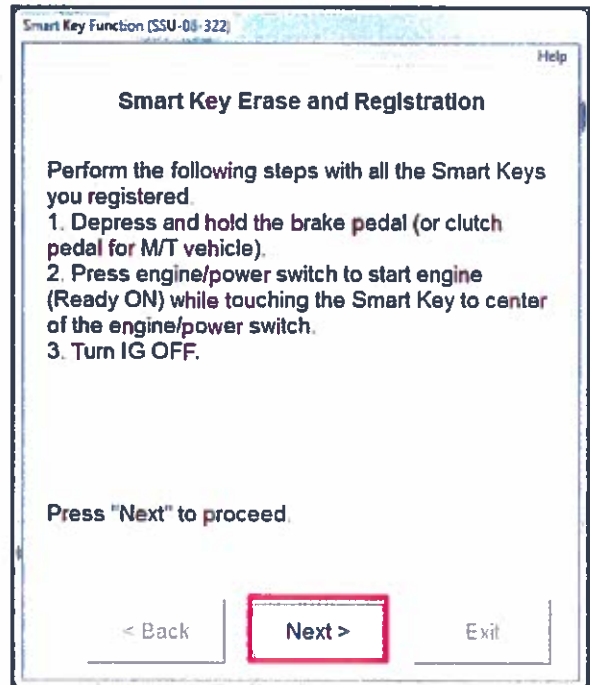 Smart Key Function (SSU-08-322)
Help
Smart Key Erase and Registration
Perform the following steps with all the Smart Keys
you registered.
1. Depress and hold the brake pedal (or clutch
pedal for M/T vehicle).
2. Press engine/power switch to start engine
(Ready ON) while touching the Smart Key to center
of the engine/power switch.
3. Turn IG OFF.
Press "Next" to proceed.
< Back
Next >
Exit